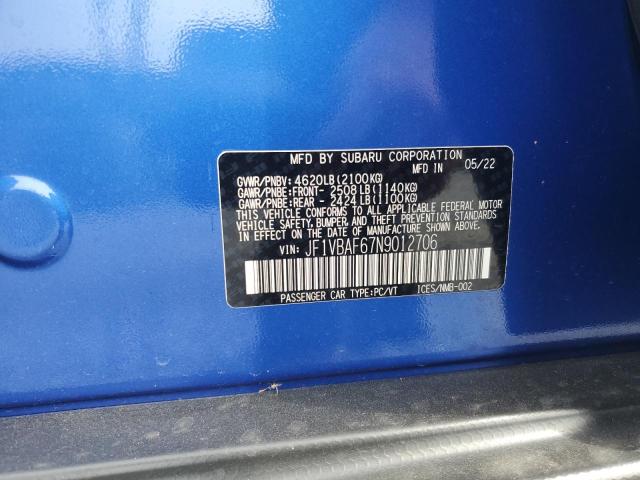 MFD BY SUBARU CORPORATION
MFD IN 05/22
GVWR/PNBV: 4620LB(2100KG)
GAWR/PNBE:FRONT- 2508LB(1140KG)
GAWR/PNBE:REAR - 2424LB(1100KG)
THIS VEHICLE CONFORMS TO ALL APPLICABLE FEDERAL MOTOR
VEHICLE SAFETY, BUMPER, AND THEFT PREVENTION STANDARDS
IN EFFECT ON THE DATE OF MANUFACTURE SHOWN ABOVE.
VIN: JF1VBAF67N9012706
PASSENGER CAR TYPE:PC/VT ICES/NMB-002